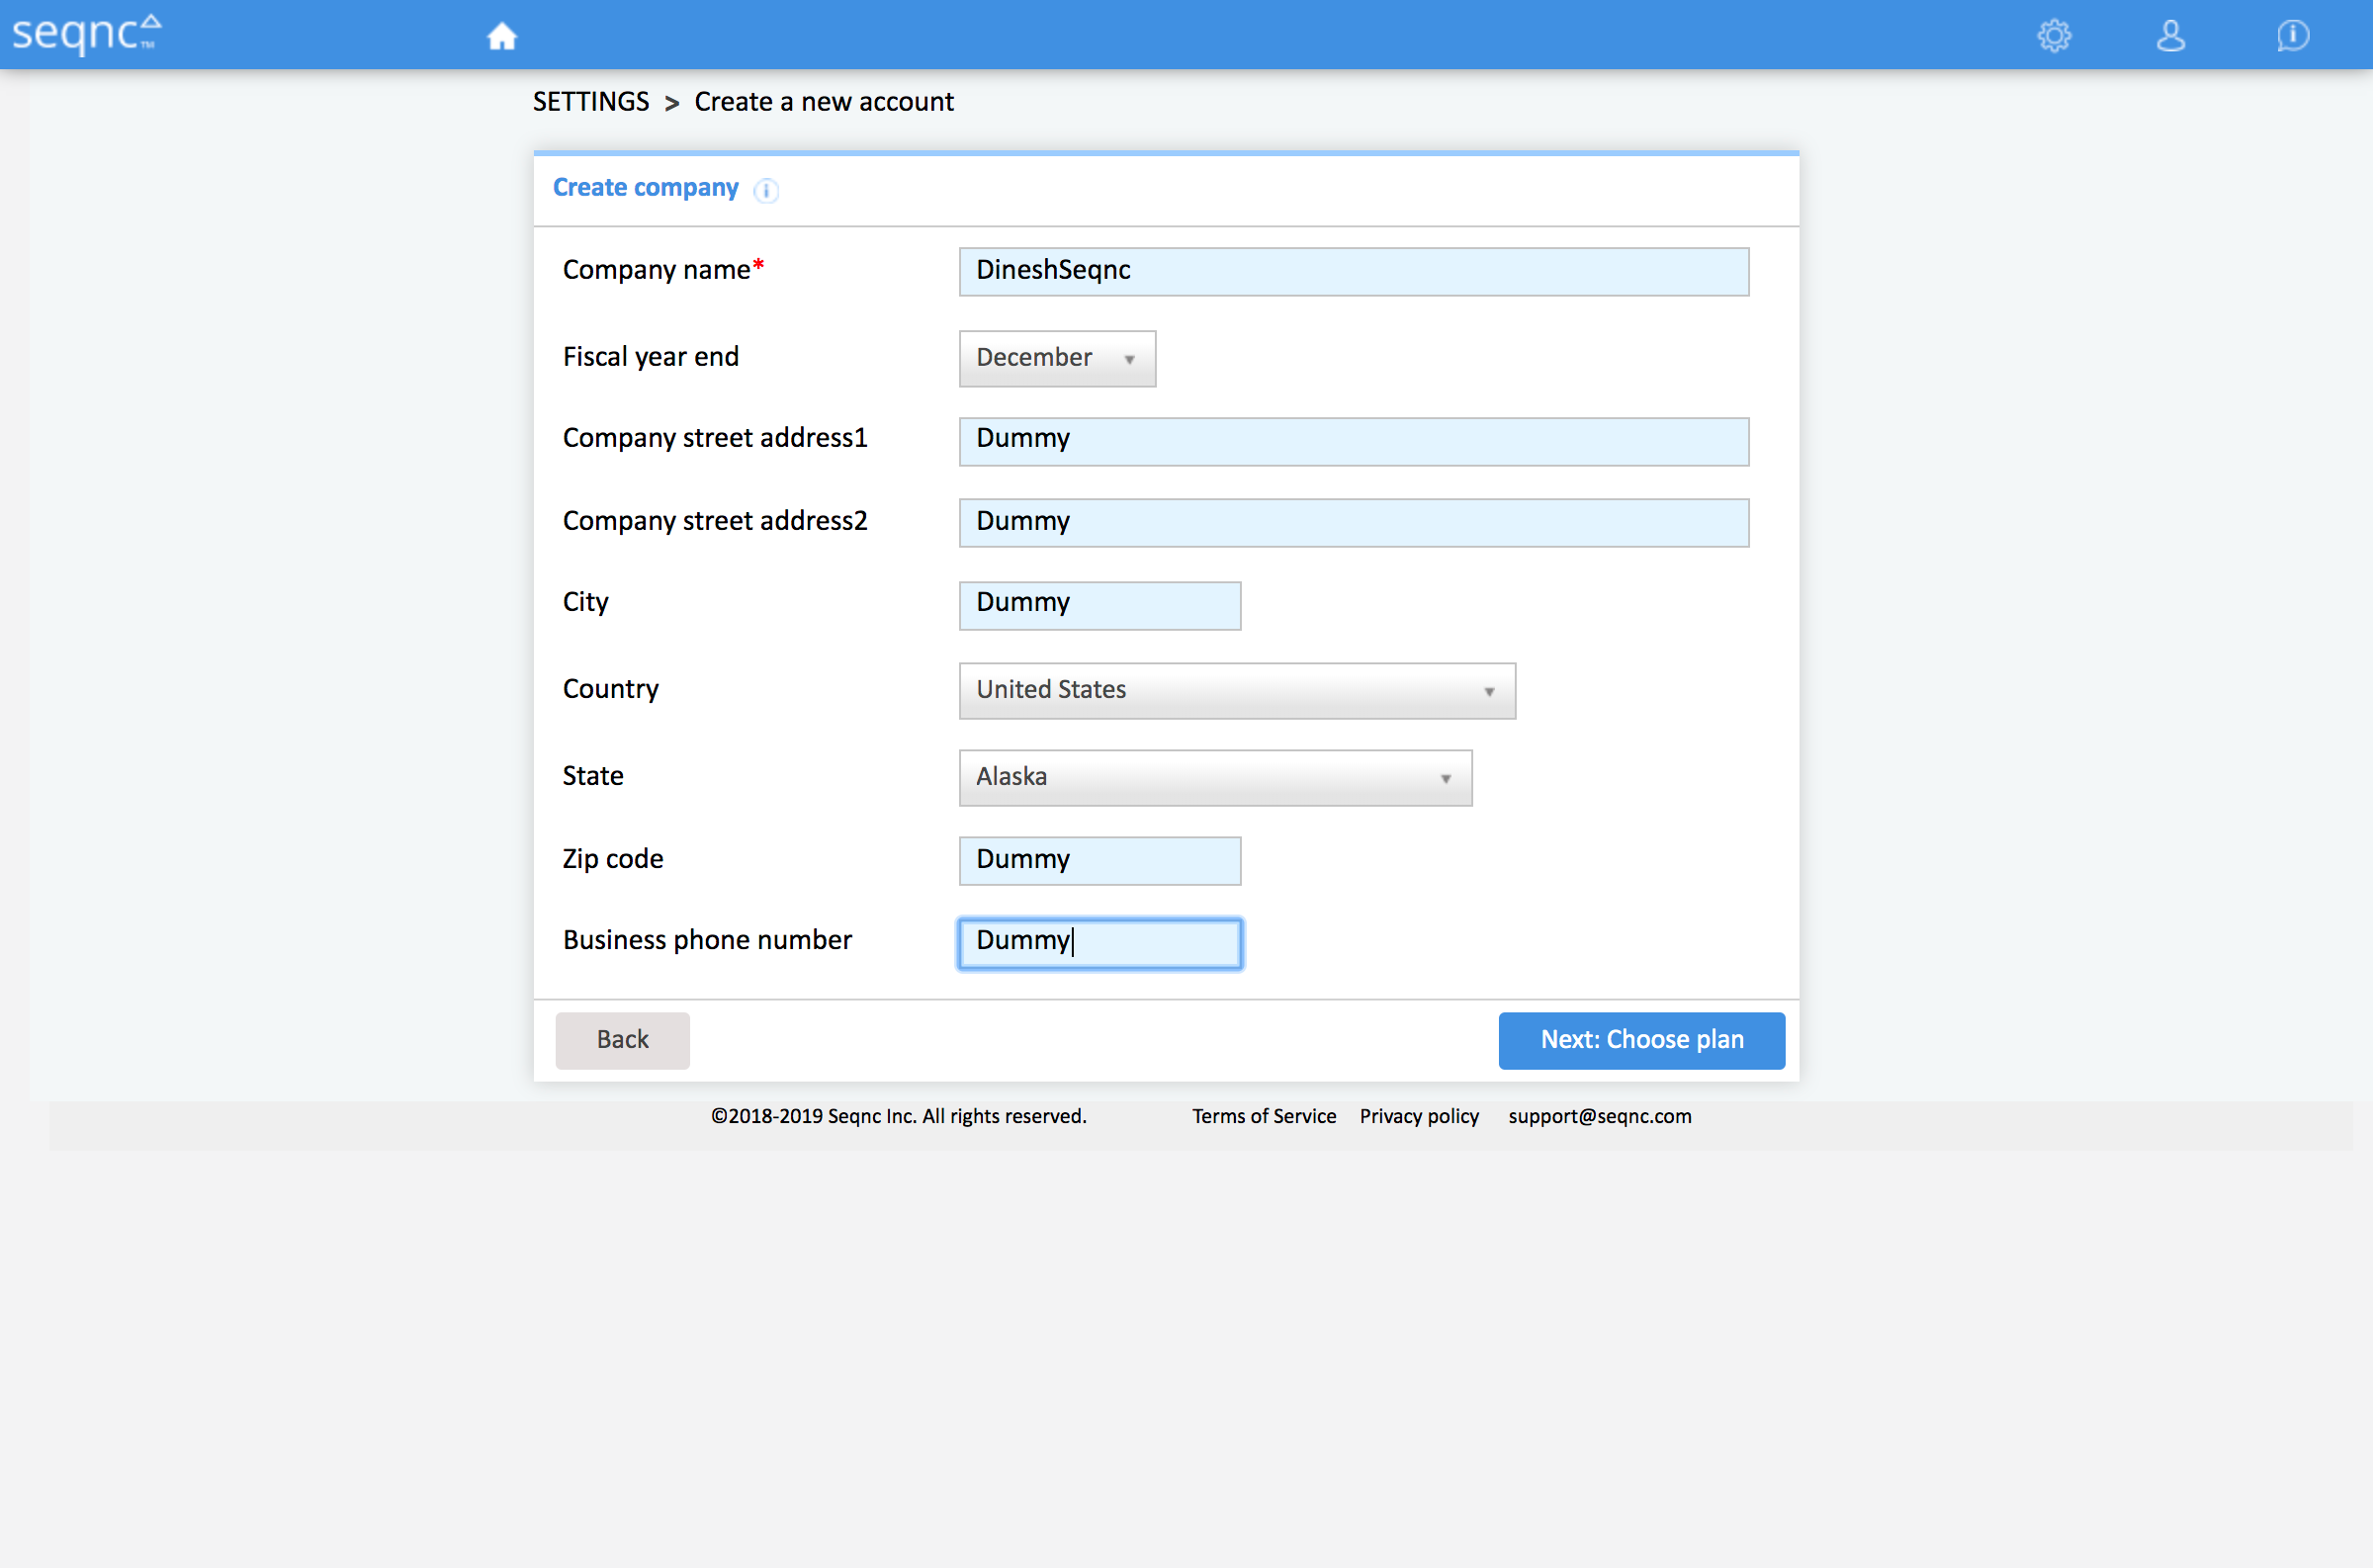 seqnc™
SETTINGS > Create a new account
Create company
Company name* DineshSeqnc
Fiscal year end December
Company street address1 Dummy
Company street address2 Dummy
City Dummy
Country United States
State Alaska
Zip code Dummy
Business phone number Dummy
Back Next: Choose plan
©2018-2019 Seqnc Inc. All rights reserved. Terms of Service Privacy policy support@seqnc.com